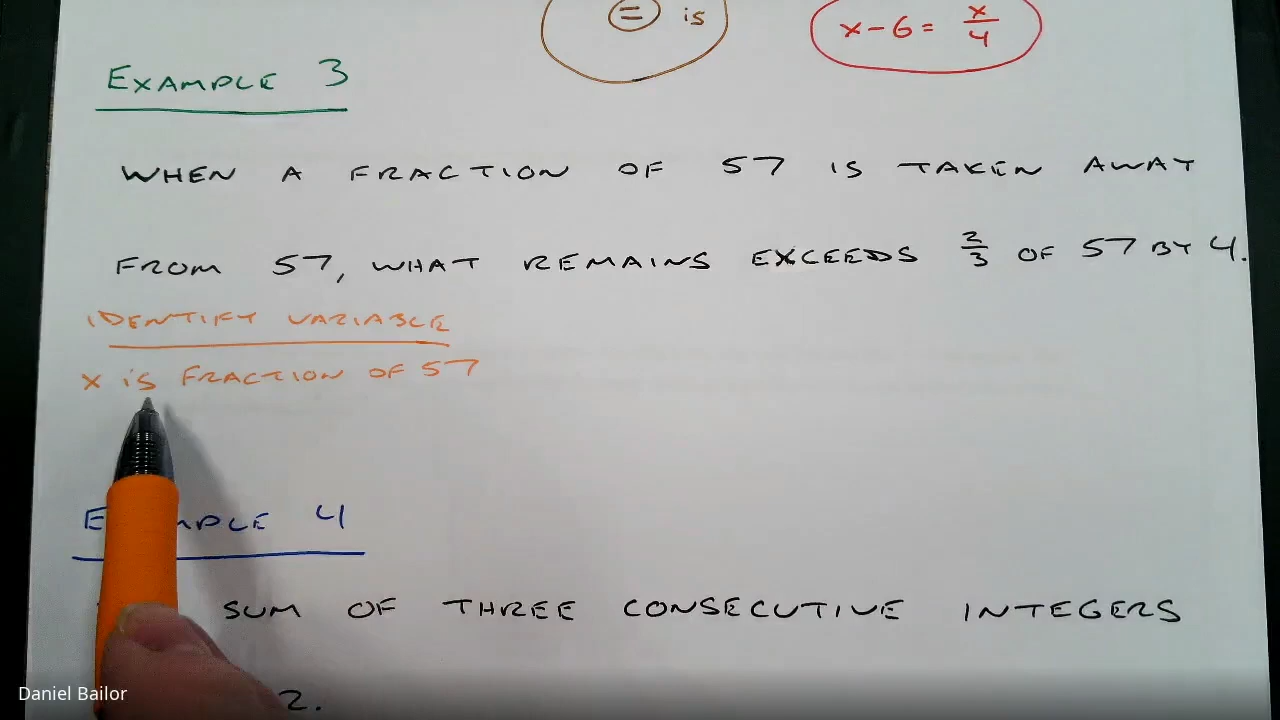 = is
x - 6 = x/4
EXAMPLE 3
WHEN A FRACTION OF 57 IS TAKEN AWAY
FROM 57, WHAT REMAINS EXCEEDS 2/3 OF 57 BY 4.
IDENTIFY VARIABLE
X is FRACTION OF 57
EXAMPLE 4
SUM OF THREE CONSECUTIVE INTEGERS
2.
Daniel Bailor